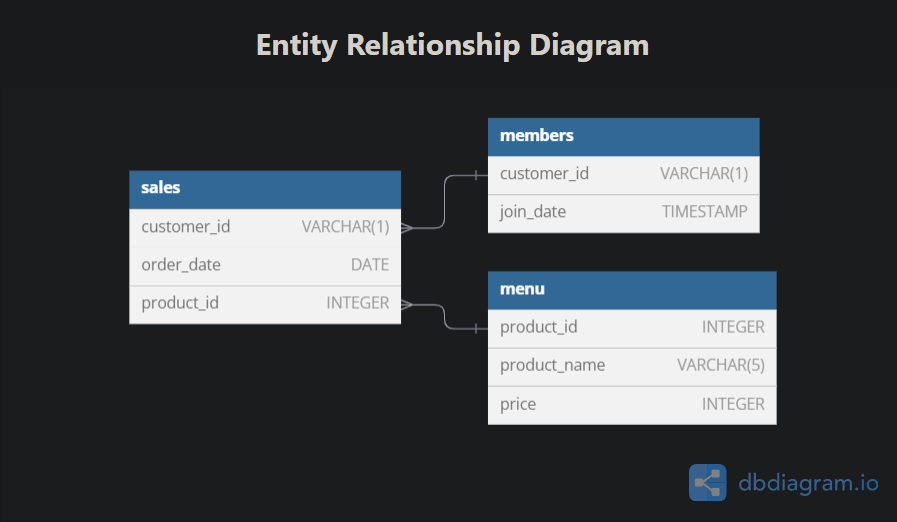 Entity Relationship Diagram
sales
customer_id VARCHAR(1)
order_date DATE
product_id INTEGER
members
customer_id VARCHAR(1)
join_date TIMESTAMP
menu
product_id INTEGER
product_name VARCHAR(5)
price INTEGER
dbdiagram.io